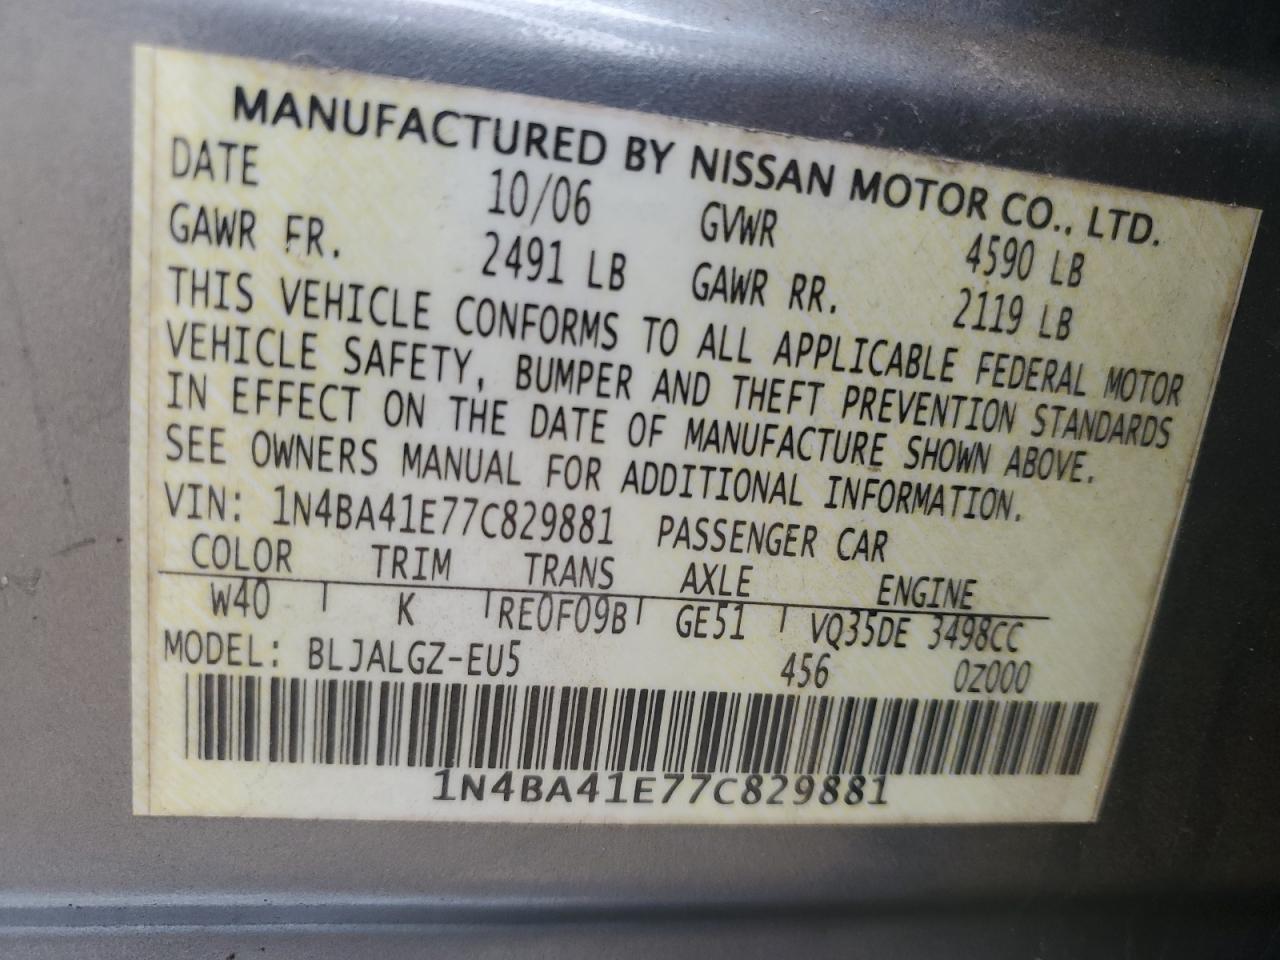 MANUFACTURED BY NISSAN MOTOR CO., LTD.
DATE 10/06 GVWR 4590 LB
GAWR FR. 2491 LB GAWR RR. 2119 LB
THIS VEHICLE CONFORMS TO ALL APPLICABLE FEDERAL MOTOR
VEHICLE SAFETY, BUMPER AND THEFT PREVENTION STANDARDS
IN EFFECT ON THE DATE OF MANUFACTURE SHOWN ABOVE.
SEE OWNERS MANUAL FOR ADDITIONAL INFORMATION.
VIN: 1N4BA41E77C829881 PASSENGER CAR
COLOR TRIM TRANS AXLE ENGINE
W40 K RE0F09B GE51 VQ35DE 3498CC
MODEL: BLJALGZ-EU5 456 0Z000
1N4BA41E77C829881